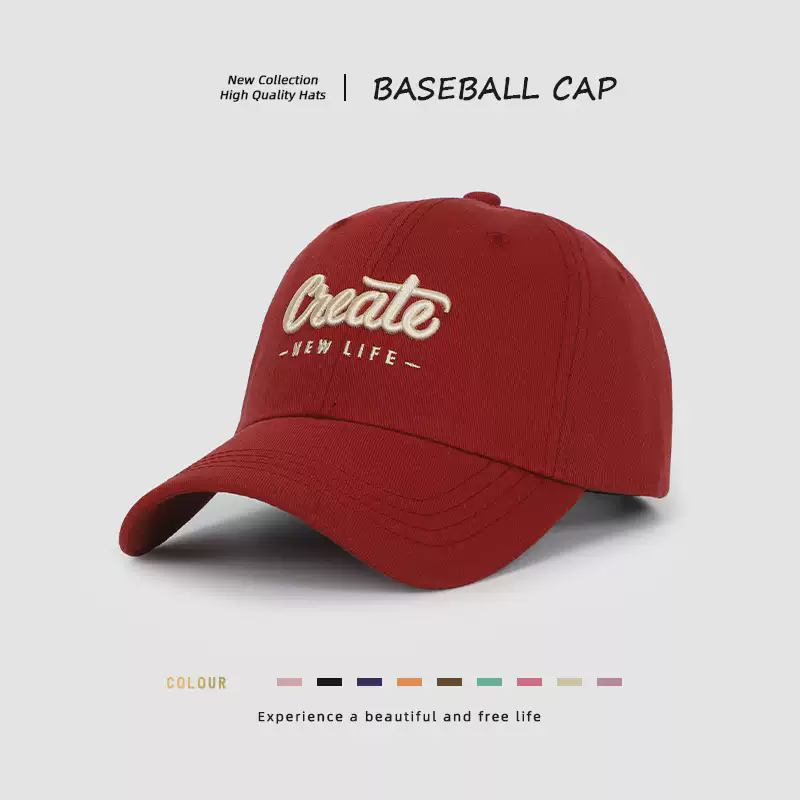 New Collection
High Quality Hats
BASEBALL CAP
Create
NEW LIFE
COLOUR
Experience a beautiful and free life